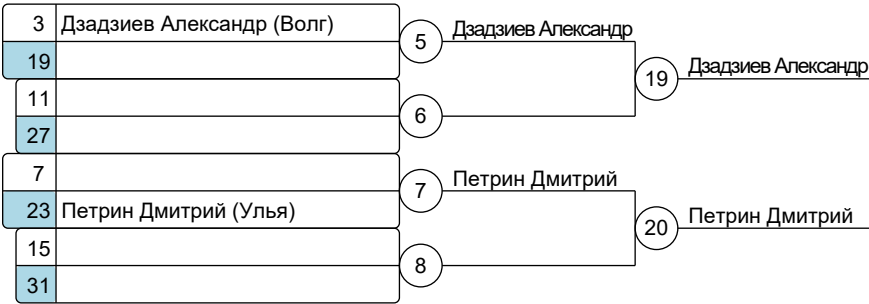 3 Дзадзиев Александр (Волг)
5 Дзадзиев Александр
19
19 Дзадзиев Александр
11
6
27
7
7 Петрин Дмитрий
23 Петрин Дмитрий (Улья)
20 Петрин Дмитрий
15
8
31